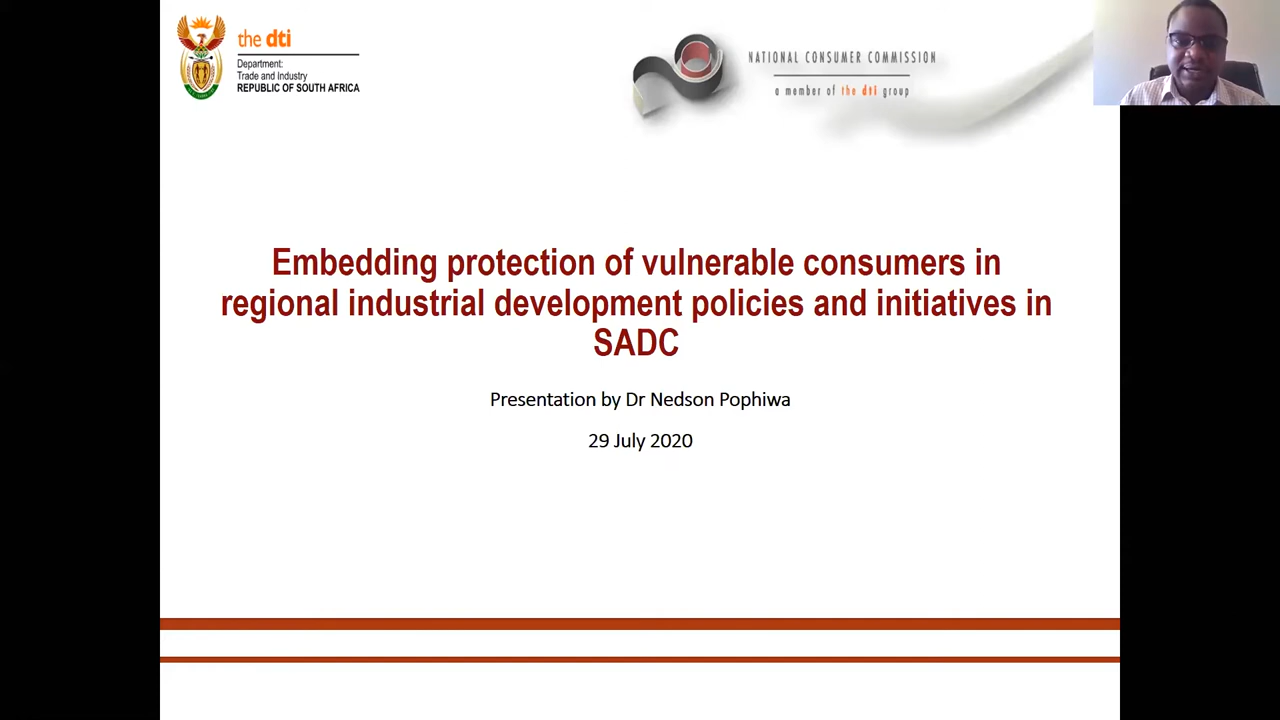 the dti
Department:
Trade and Industry
REPUBLIC OF SOUTH AFRICA
NATIONAL CONSUMER COMMISSION
a member of the dti group
Embedding protection of vulnerable consumers in
regional industrial development policies and initiatives in
SADC
Presentation by Dr Nedson Pophiwa
29 July 2020